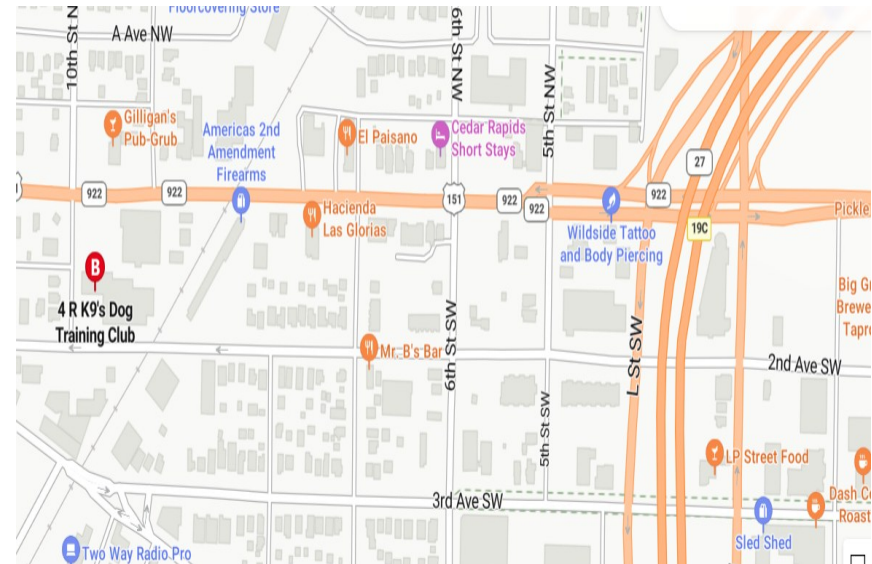 Floorcovering Store
A Ave NW
10th St N
6th St NW
5th St NW
Gilligan's
Pub-Grub
Americas 2nd
Amendment
Firearms
El Paisano
Cedar Rapids
Short Stays
27
922
922
151
922
922
922
19C
Hacienda
Las Glorias
Wildside Tattoo
and Body Piercing
Pickle
B
4 R K9's Dog
Training Club
Big Gr
Brewe
Tapro
Mr. B's Bar
6th St SW
L St SW
2nd Ave SW
5th St SW
LP Street Food
3rd Ave SW
Dash Co
Roast
Sled Shed
Two Way Radio Pro